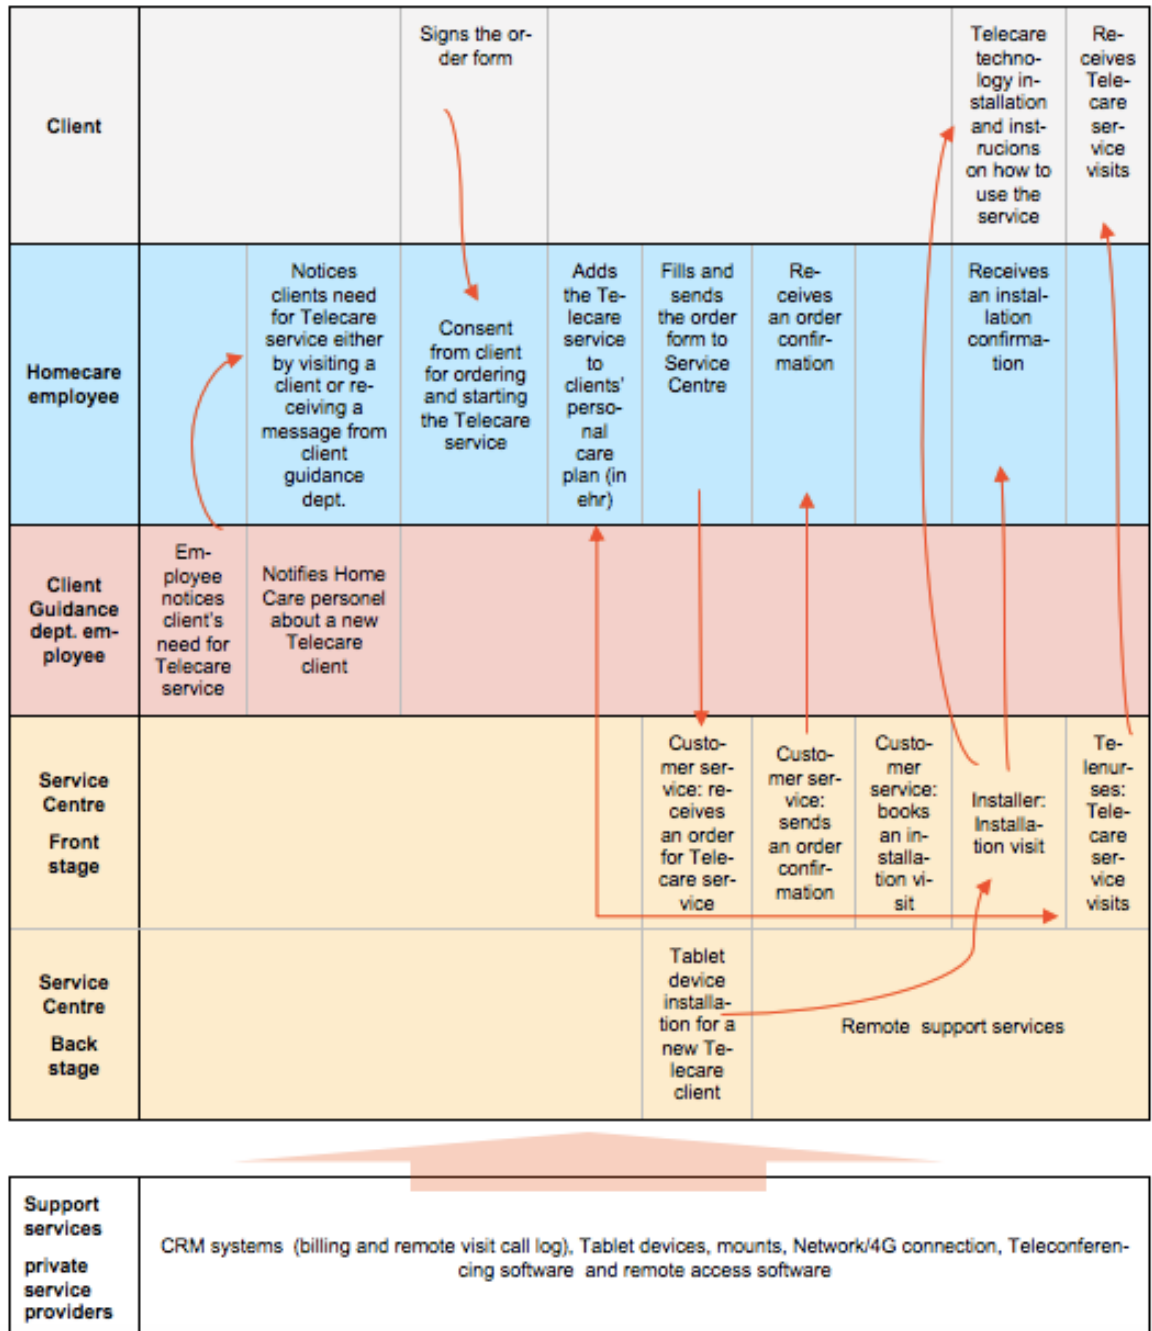 Client
Signs the or-
der form
Telecare
techno-
logy in-
stallation
and inst-
rucions
on how to
use the
service
Re-
ceives
Tele-
care
ser-
vice
visits
Homecare
employee
Notices
clients need
for Telecare
service either
by visiting a
client or re-
ceiving a
message from
client
guidance
dept.
Consent
from client
for ordering
and starting
the Telecare
service
Adds
the Te-
lecare
service
to
clients'
perso-
nal
care
plan (in
ehr)
Fills and
sends
the order
form to
Service
Centre
Re-
ceives
an order
confir-
mation
Receives
an instal-
lation
confirma-
tion
Client
Guidance
dept. em-
ployee
Em-
ployee
notices
client's
need for
Telecare
service
Notifies Home
Care personel
about a new
Telecare
client
Service
Centre
Front
stage
Custo-
mer ser-
vice: re-
ceives
an order
for Tele-
care ser-
vice
Custo-
mer ser-
vice:
sends
an order
confir-
mation
Custo-
mer
service:
books
an in-
stalla-
tion vi-
sit
Installer:
Installa-
tion visit
Te-
lenur-
ses:
Tele-
care
ser-
vice
visits
Service
Centre
Back
stage
Tablet
device
installa-
tion for a
new Te-
lecare
client
Remote support services
Support
services
private
service
providers
CRM systems (billing and remote visit call log), Tablet devices, mounts, Network/4G connection, Teleconferen-
cing software and remote access software